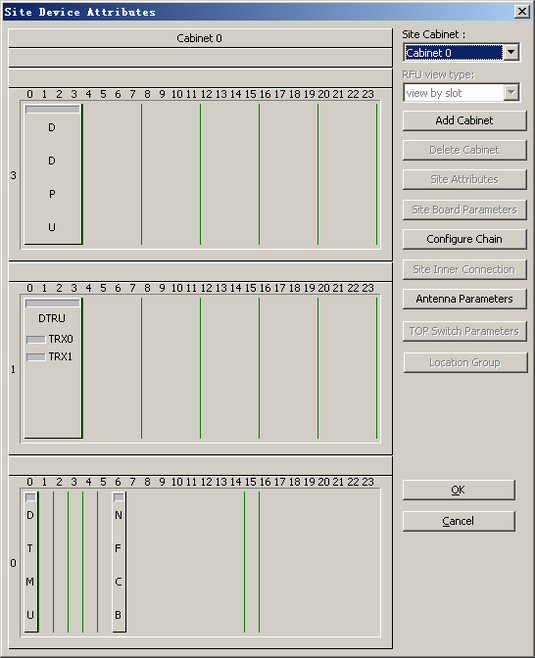 Site Device Attributes
Cabinet 0
0 1 2 3 4 5 6 7 8 9 10 11 12 13 14 15 16 17 18 19 20 21 22 23
3
D
D
P
U
0 1 2 3 4 5 6 7 8 9 10 11 12 13 14 15 16 17 18 19 20 21 22 23
1
DTRU
TRX0
TRX1
0 1 2 3 4 5 6 7 8 9 10 11 12 13 14 15 16 17 18 19 20 21 22 23
0
D
T
M
U
N
F
C
B
Site Cabinet :
Cabinet 0
RFU view type:
view by slot
Add Cabinet
Delete Cabinet
Site Attributes
Site Board Parameters
Configure Chain
Site Inner Connection
Antenna Parameters
TOP Switch Parameters
Location Group
OK
Cancel